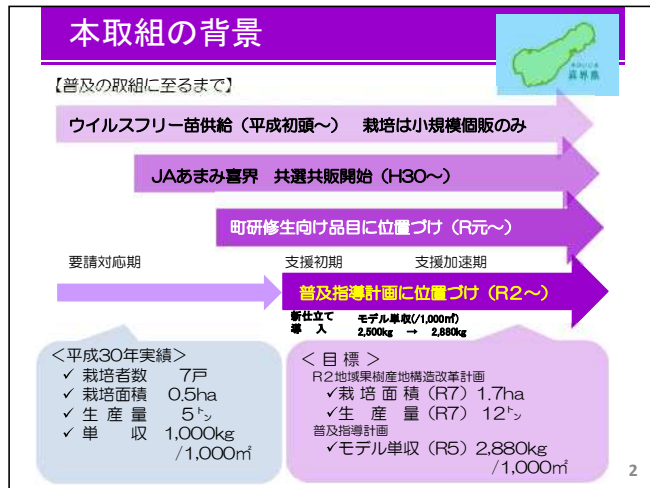 本取組の背景
喜界島
【普及の取組に至るまで】
ウイルスフリー苗供給（平成初頭～）　栽培は小規模個販のみ
JAあまみ喜界　共選共販開始（H30～）
町研修生向け品目に位置づけ（R元～）
要請対応期　支援初期　支援加速期
普及指導計画に位置づけ（R2～）
新仕立て　モデル単収(/1,000㎡)
導　入　2,500kg　→　2,880kg
＜平成30年実績＞
✓ 栽培者数　7戸
✓ 栽培面積　0.5ha
✓ 生 産 量　5㌧
✓ 単　　収　1,000kg
/1,000㎡
＜ 目 標 ＞
R2地域果樹産地構造改革計画
✓栽 培 面 積（R7）1.7ha
✓生　産　量（R7）12㌧
普及指導計画
✓モデル単収（R5）2,880kg
/1,000㎡
2